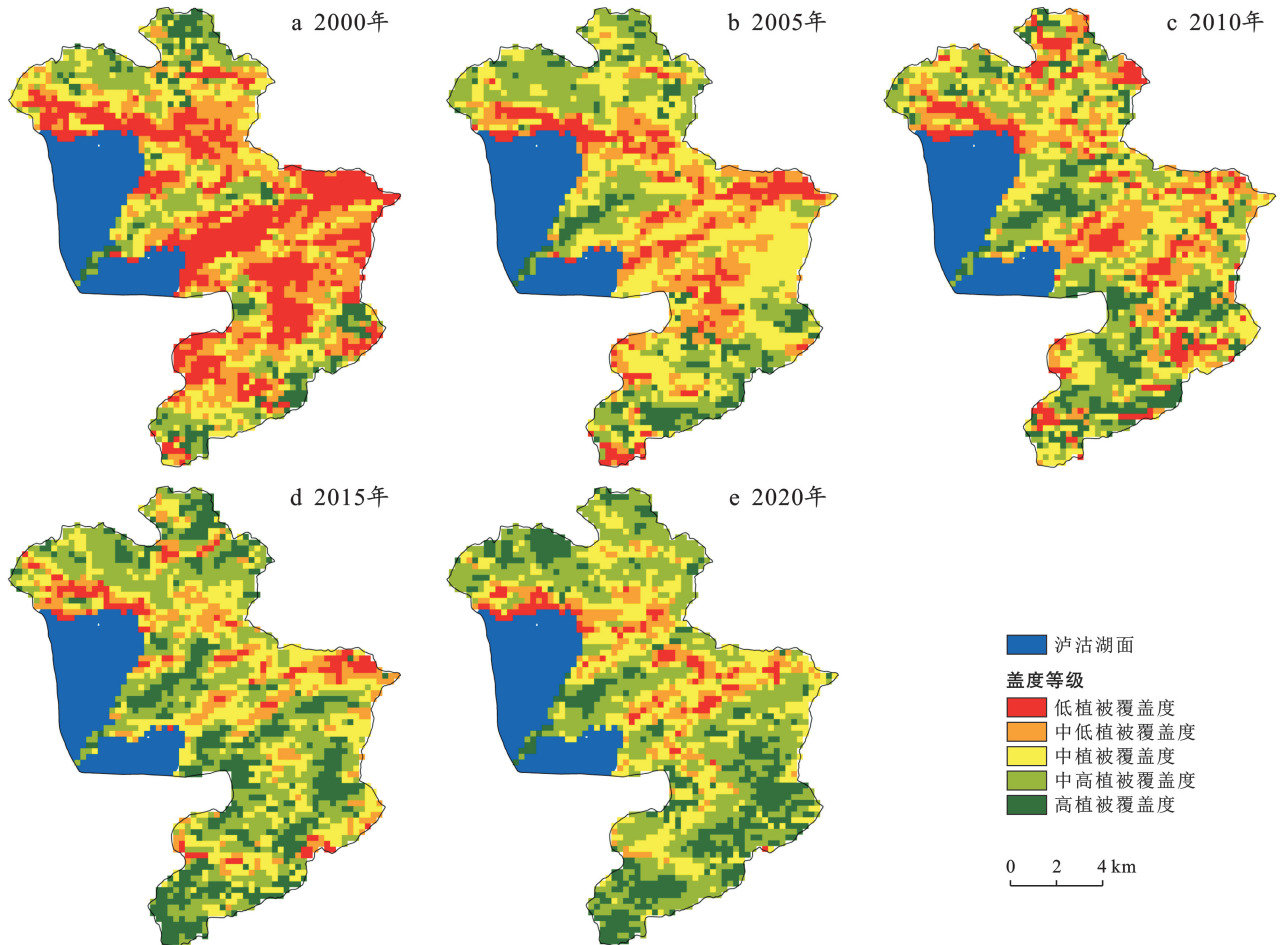 a 2000年
b 2005年
c 2010年
d 2015年
e 2020年
泸沽湖面
盖度等级
低植被覆盖度
中低植被覆盖度
中植被覆盖度
中高植被覆盖度
高植被覆盖度
0 2 4 km